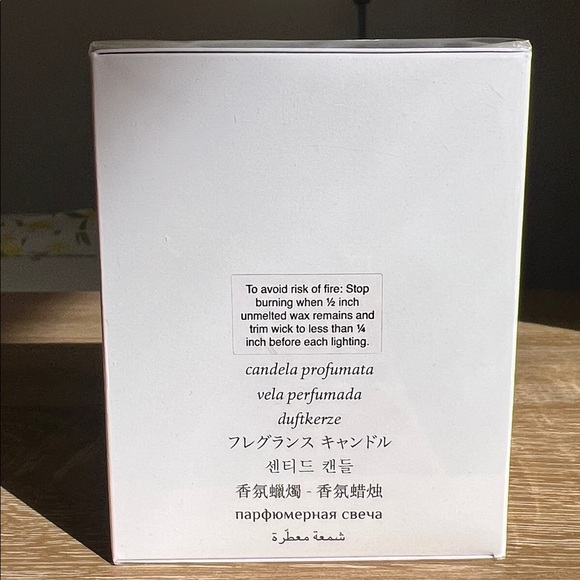 To avoid risk of fire: Stop
burning when ½ inch
unmelted wax remains and
trim wick to less than ¼
inch before each lighting.
candela profumata
vela perfumada
duftkerze
フレグランス キャンドル
센티드 캔들
香氛蠟燭 - 香氛蜡烛
парфюмерная свеча
شمعة معطّرة